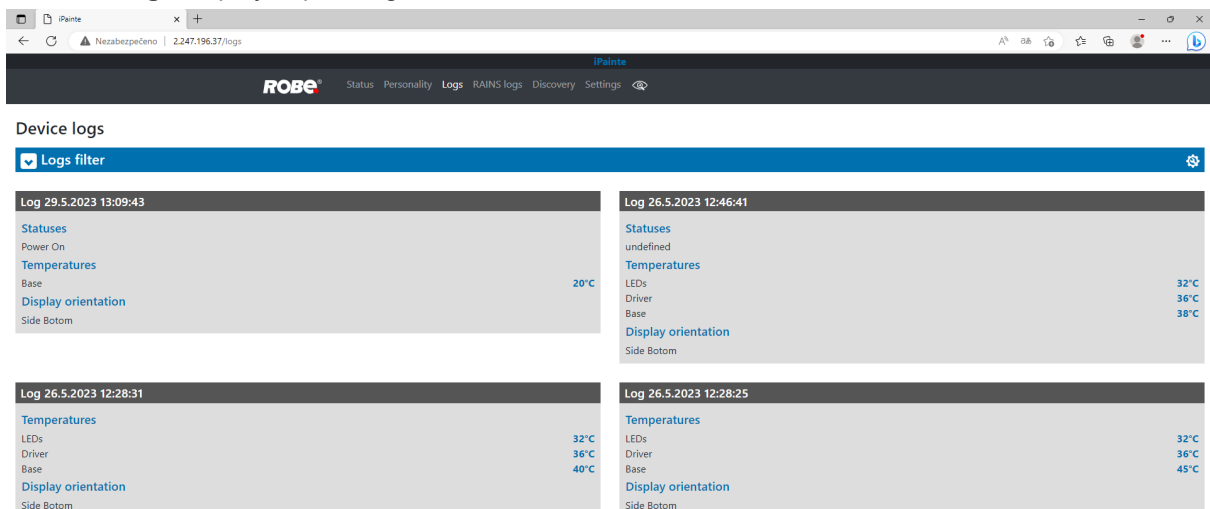 iPainte
Nezabezpečeno 2.247.196.37/logs
iPainte
ROBE® Status Personality Logs RAINS logs Discovery Settings
Device logs
Logs filter
Log 29.5.2023 13:09:43
Statuses
Power On
Temperatures
Base 20°C
Display orientation
Side Botom
Log 26.5.2023 12:46:41
Statuses
undefined
Temperatures
LEDs 32°C
Driver 36°C
Base 38°C
Display orientation
Side Botom
Log 26.5.2023 12:28:31
Temperatures
LEDs 32°C
Driver 36°C
Base 40°C
Display orientation
Side Botom
Log 26.5.2023 12:28:25
Temperatures
LEDs 32°C
Driver 36°C
Base 45°C
Display orientation
Side Botom